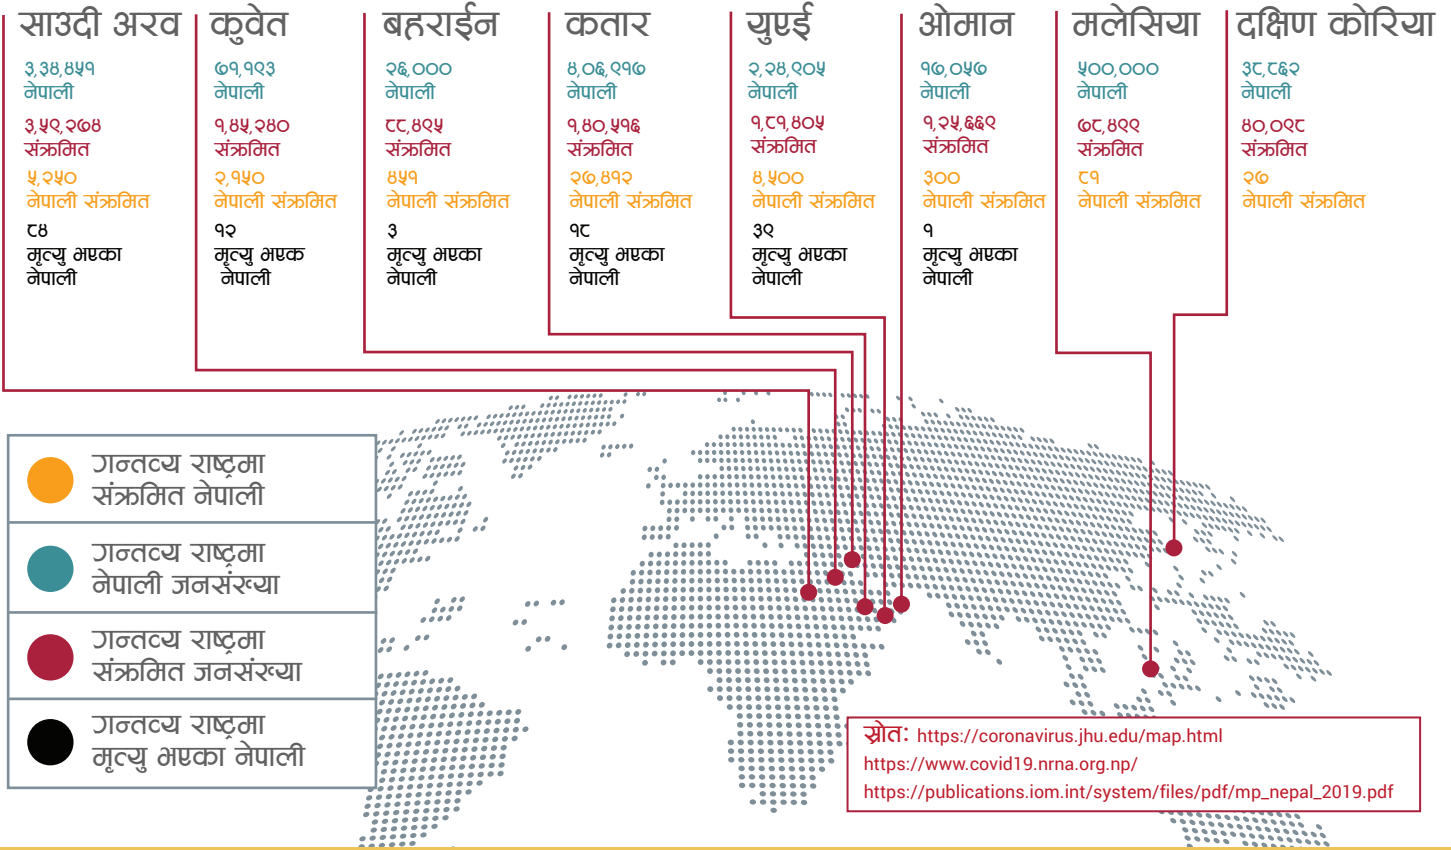 साउदी अरव
३,३४,४५१
नेपाली
३,५९,२७४
संक्रमित
५,२५०
नेपाली संक्रमित
८४
मृत्यु भएका
नेपाली
कुवेत
७१,१९३
नेपाली
१,४५,२४०
संक्रमित
२,१५०
नेपाली संक्रमित
१२
मृत्यु भएक
नेपाली
बहराईन
२६,०००
नेपाली
८८,४९५
संक्रमित
४५१
नेपाली संक्रमित
३
मृत्यु भएका
नेपाली
कतार
४,०६,९१७
नेपाली
१,४०,५१६
संक्रमित
२७,४१२
नेपाली संक्रमित
१८
मृत्यु भएका
नेपाली
युएई
२,२४,९०५
नेपाली
१,८१,४०५
संक्रमित
४,५००
नेपाली संक्रमित
३९
मृत्यु भएका
नेपाली
ओमान
१७,०५७
नेपाली
१,२५,६६९
संक्रमित
३००
नेपाली संक्रमित
१
मृत्यु भएका
नेपाली
मलेसिया
५००,०००
नेपाली
७८,४९९
संक्रमित
८१
नेपाली संक्रमित
दक्षिण कोरिया
३८,८६२
नेपाली
४०,०९८
संक्रमित
२७
नेपाली संक्रमित
गन्तव्य राष्ट्रमा
संक्रमित नेपाली
गन्तव्य राष्ट्रमा
नेपाली जनसंख्या
गन्तव्य राष्ट्रमा
संक्रमित जनसंख्या
गन्तव्य राष्ट्रमा
मृत्यु भएका नेपाली
स्रोत: https://coronavirus.jhu.edu/map.html
https://www.covid19.nrna.org.np/
https://publications.iom.int/system/files/pdf/mp_nepal_2019.pdf